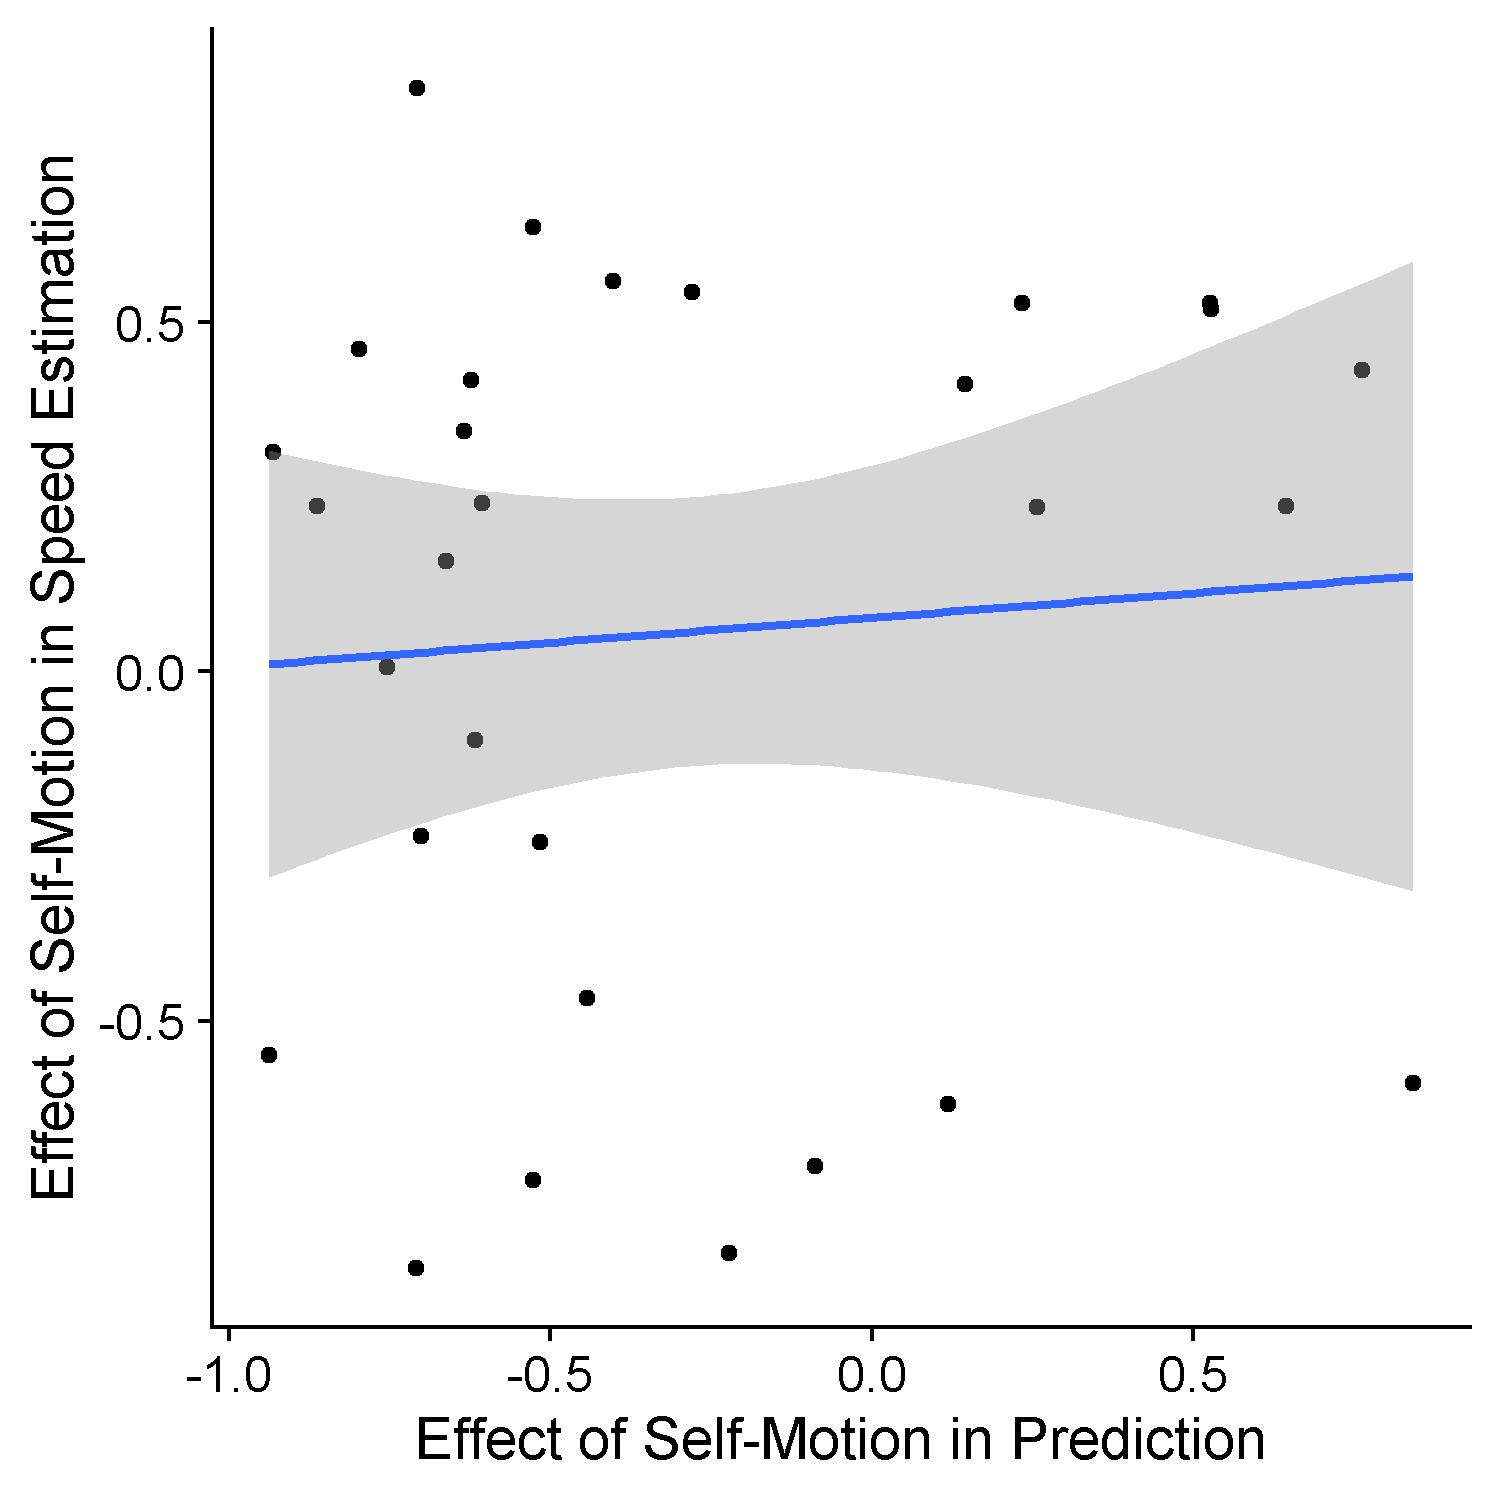 Effect of Self-Motion in Speed Estimation
0.5
0.0
-0.5
-1.0 -0.5 0.0 0.5
Effect of Self-Motion in Prediction